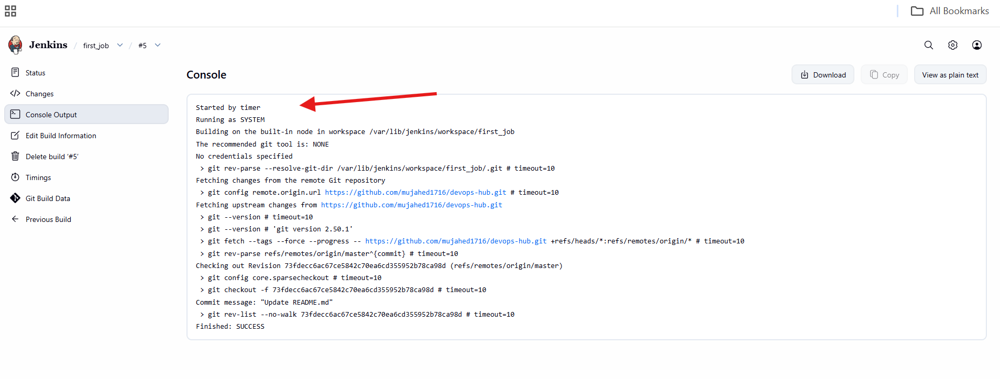 All Bookmarks
Jenkins / first_job / #5
Status
Changes
Console Output
Edit Build Information
Delete build ‘#5’
Timings
Git Build Data
Previous Build
Console
Download
Copy
View as plain text
Started by timer
Running as SYSTEM
Building on the built-in node in workspace /var/lib/jenkins/workspace/first_job
The recommended git tool is: NONE
No credentials specified
 > git rev-parse --resolve-git-dir /var/lib/jenkins/workspace/first_job/.git # timeout=10
Fetching changes from the remote Git repository
 > git config remote.origin.url https://github.com/mujahed1716/devops-hub.git # timeout=10
Fetching upstream changes from https://github.com/mujahed1716/devops-hub.git
 > git --version # timeout=10
 > git --version # 'git version 2.50.1'
 > git fetch --tags --force --progress -- https://github.com/mujahed1716/devops-hub.git +refs/heads/*:refs/remotes/origin/* # timeout=10
 > git rev-parse refs/remotes/origin/master^{commit} # timeout=10
Checking out Revision 73fdecc6ac67ce5842c70ea6cd355952b78ca98d (refs/remotes/origin/master)
 > git config core.sparsecheckout # timeout=10
 > git checkout -f 73fdecc6ac67ce5842c70ea6cd355952b78ca98d # timeout=10
Commit message: "Update README.md"
 > git rev-list --no-walk 73fdecc6ac67ce5842c70ea6cd355952b78ca98d # timeout=10
Finished: SUCCESS